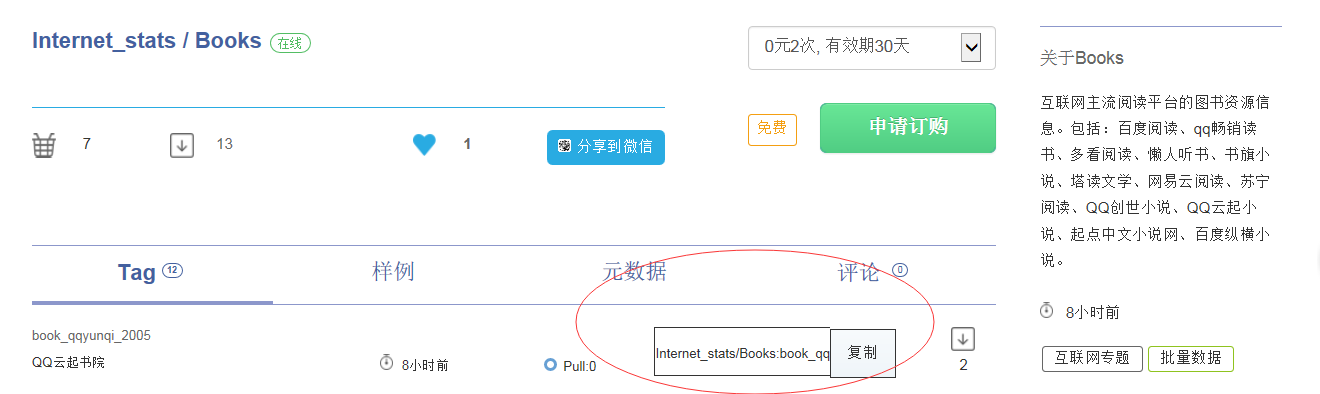 Internet_stats / Books 在线
0元2次, 有效期30天
7
13
1
分享到微信
免费
申请订购
Tag 12
样例
元数据
评论 0
book_qqyunqi_2005
QQ云起书院
8小时前
Pull:0
Internet_stats/Books:book_qq
复制
2
关于Books
互联网主流阅读平台的图书资源信
息。包括：百度阅读、qq畅销读
书、多看阅读、懒人听书、书旗小
说、塔读文学、网易云阅读、苏宁
阅读、QQ创世小说、QQ云起小
说、起点中文小说网、百度纵横小
说。
8小时前
互联网专题
批量数据